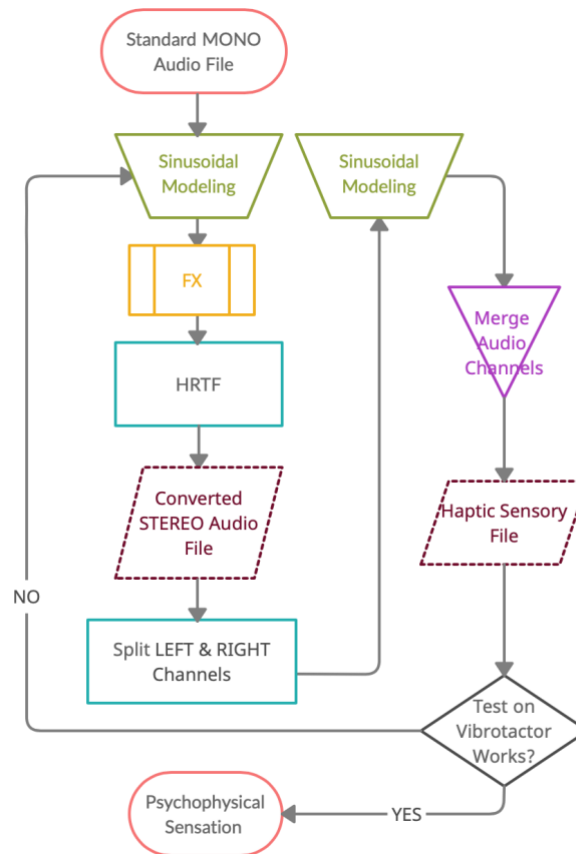 Standard MONO
Audio File
Sinusoidal
Modeling
Sinusoidal
Modeling
FX
HRTF
Merge
Audio
Channels
Converted
STEREO Audio
File
Haptic Sensory
File
NO
Split LEFT & RIGHT
Channels
Test on
Vibrotactor
Works?
Psychophysical
Sensation
YES